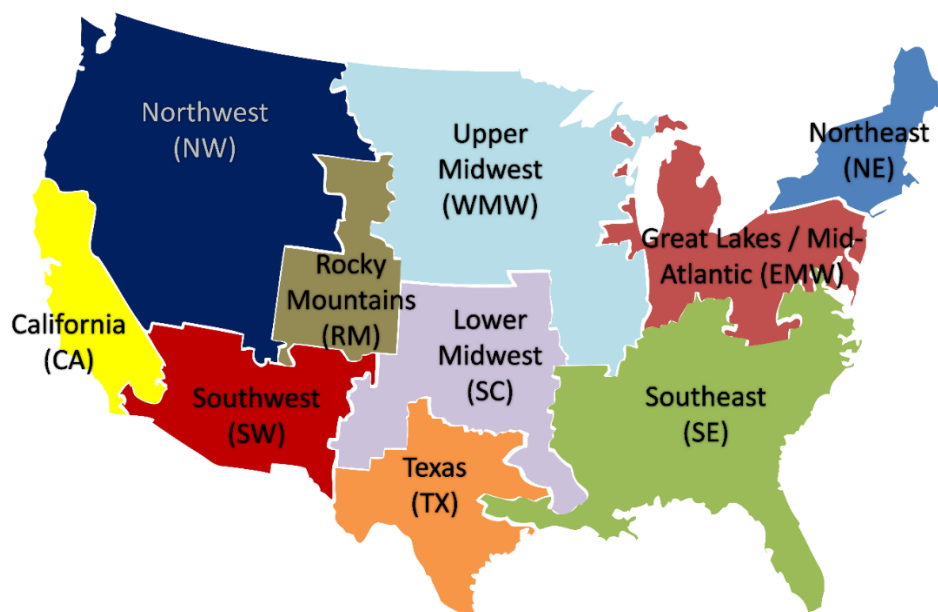 Northwest
(NW)
Upper
Midwest
(WMW)
Northeast
(NE)
Great Lakes / Mid-
Atlantic (EMW)
Rocky
Mountains
(RM)
California
(CA)
Lower
Midwest
(SC)
Southwest
(SW)
Southeast
(SE)
Texas
(TX)